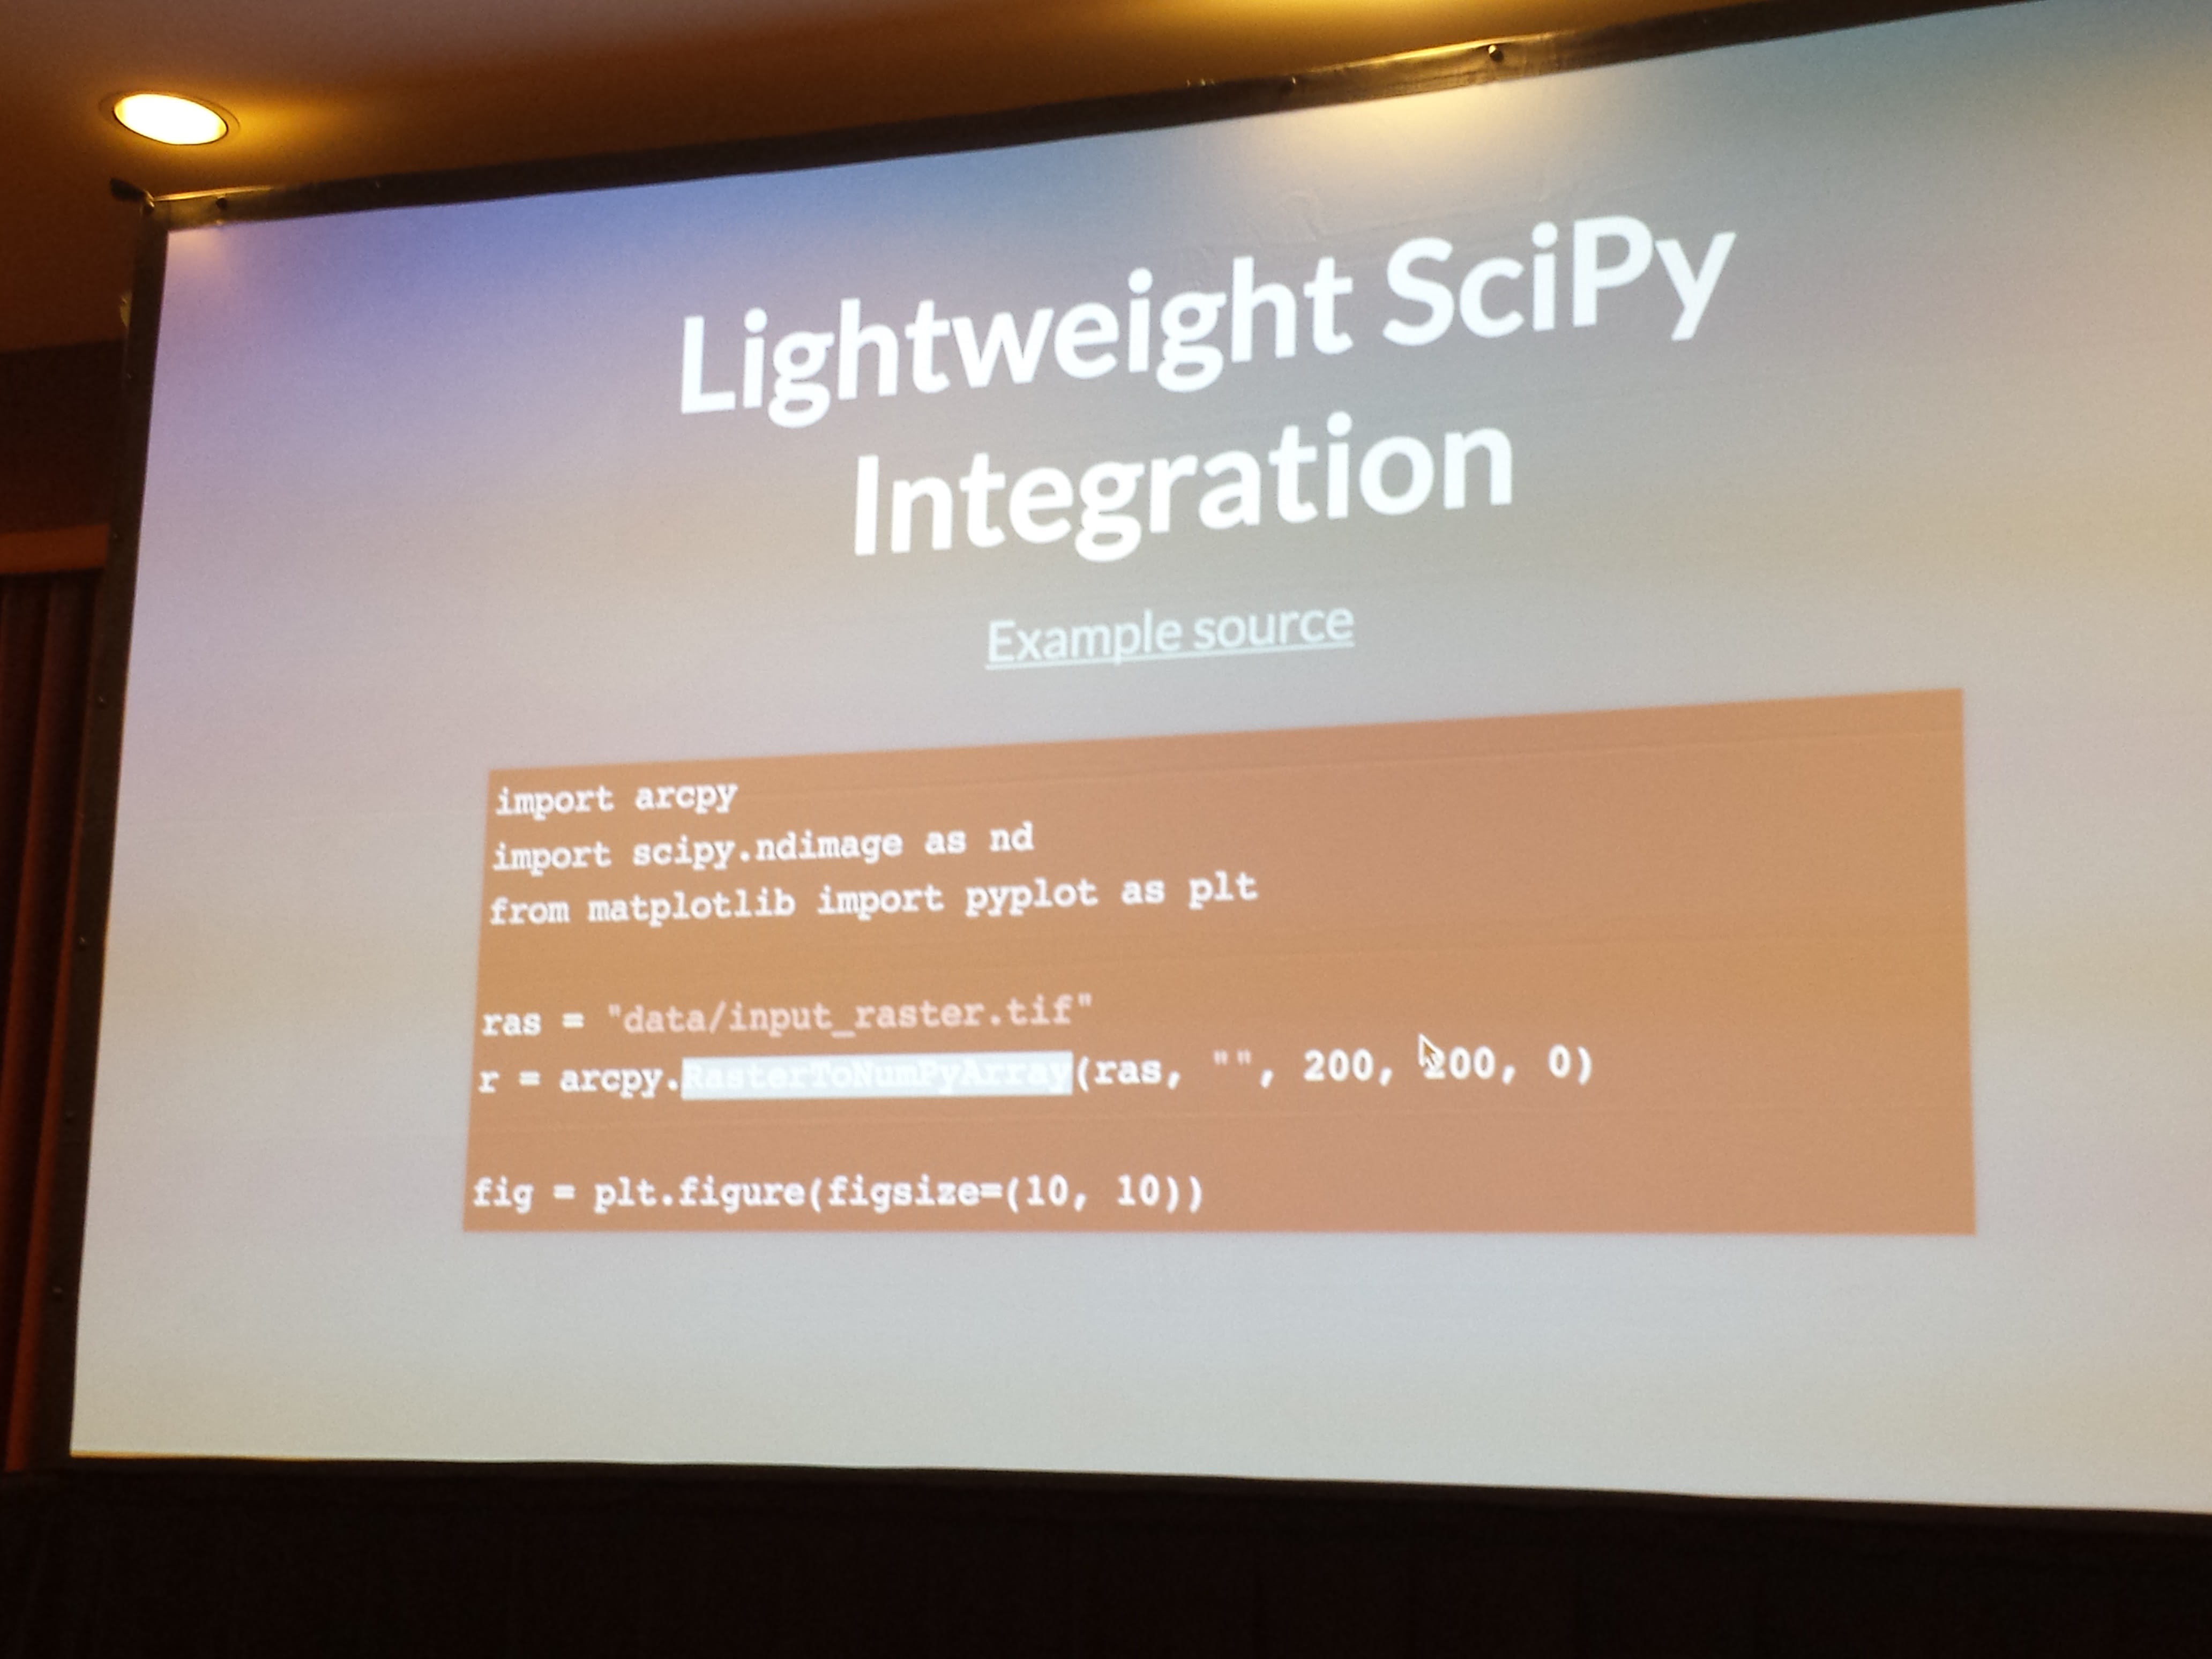 Lightweight SciPy
Integration
Example source
import arcpy
import scipy.ndimage as nd
from matplotlib import pyplot as plt
ras = "data/input_raster.tif"
r = arcpy.RasterToNumPyArray(ras, "", 200, 200, 0)
fig = plt.figure(figsize=(10, 10))